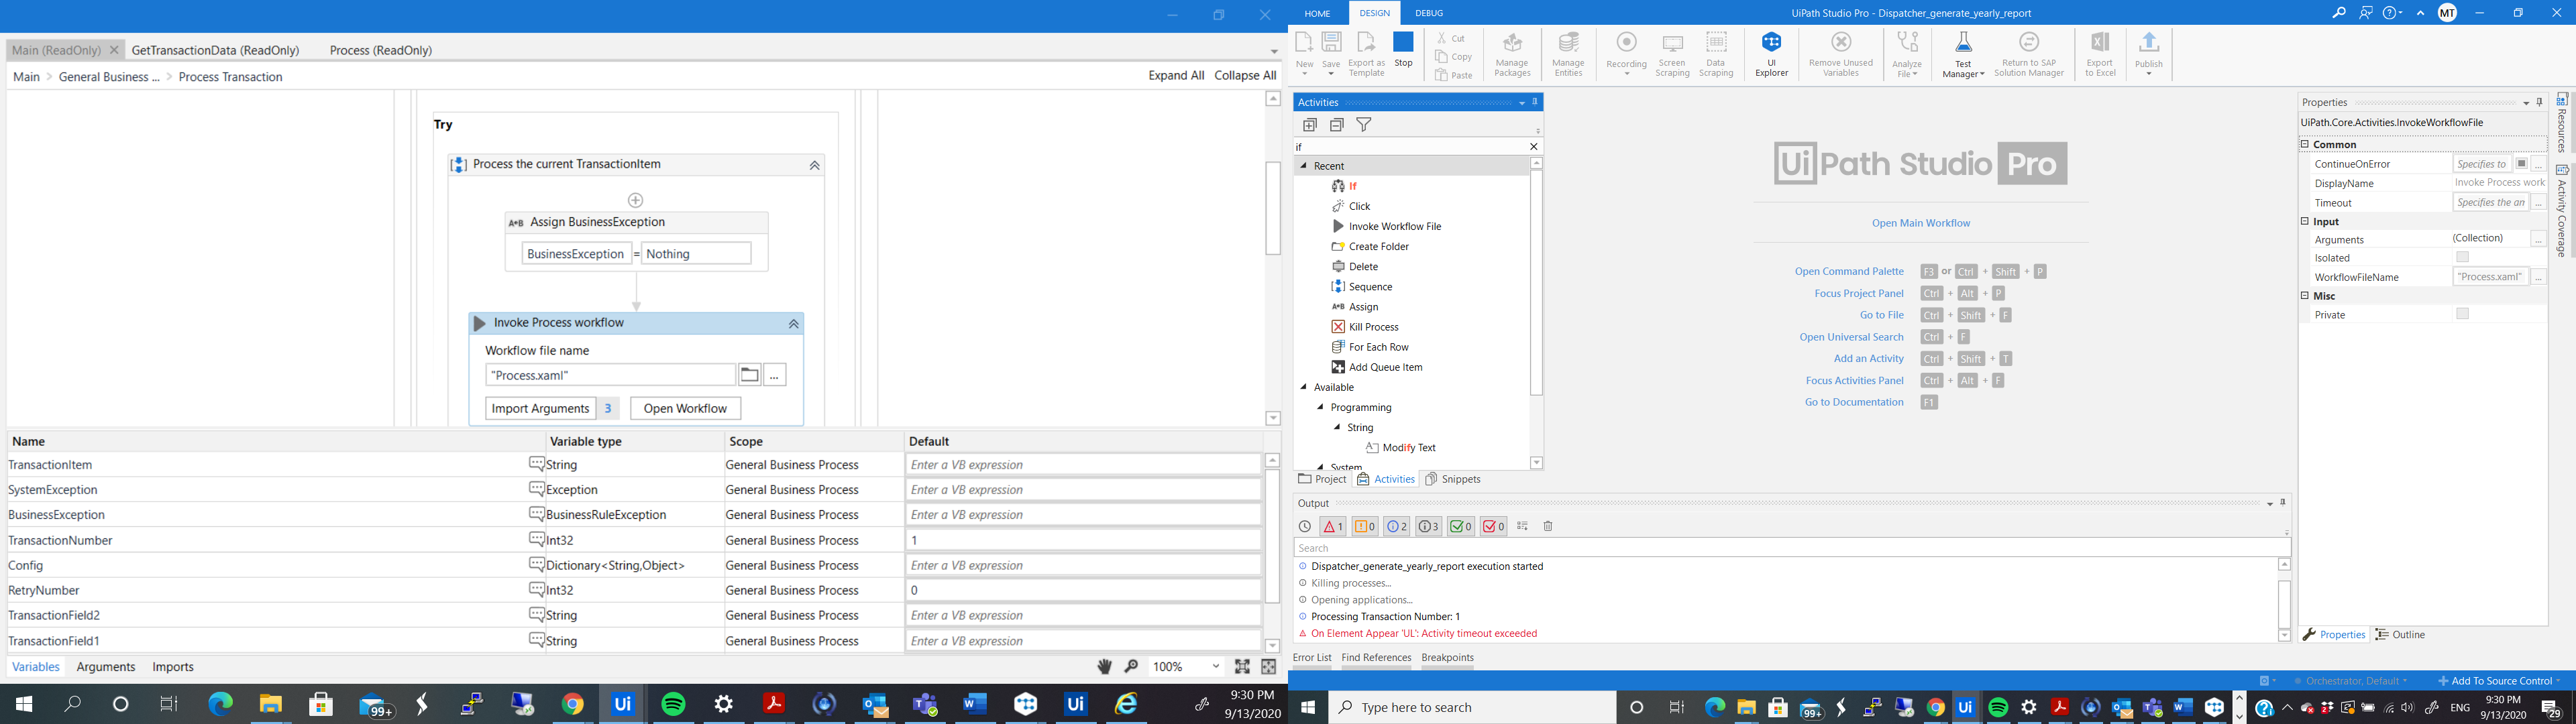 Main (ReadOnly)
GetTransactionData (ReadOnly)
Process (ReadOnly)
Main > General Business ... > Process Transaction
Expand All Collapse All
Try
Process the current TransactionItem
A+B Assign BusinessException
BusinessException = Nothing
Invoke Process workflow
Workflow file name
"Process.xaml"
...
Import Arguments 3 Open Workflow
Name Variable type Scope Default
TransactionItem String General Business Process Enter a VB expression
SystemException Exception General Business Process Enter a VB expression
BusinessException BusinessRuleException General Business Process Enter a VB expression
TransactionNumber Int32 General Business Process 1
Config Dictionary<String,Object> General Business Process Enter a VB expression
RetryNumber Int32 General Business Process 0
TransactionField2 String General Business Process Enter a VB expression
TransactionField1 String General Business Process Enter a VB expression
Variables Arguments Imports
100%
99+
Ui
Ui
9:30 PM
9/13/2020
HOME DESIGN DEBUG
UiPath Studio Pro - Dispatcher_generate_yearly_report
MT
New
Save
Export as Template
Stop
Cut
Copy
Paste
Manage Packages
Manage Entities
Recording
Screen Scraping
Data Scraping
UI Explorer
Remove Unused Variables
Analyze File
Test Manager
Return to SAP Solution Manager
Export to Excel
Publish
Activities
if
Recent
If
Click
Invoke Workflow File
Create Folder
Delete
Sequence
A+B Assign
Kill Process
For Each Row
Add Queue Item
Available
Programming
String
Modify Text
System
Project Activities Snippets
UiPath Studio Pro
Open Main Workflow
Open Command Palette F3 or Ctrl + Shift + P
Focus Project Panel Ctrl + Alt + P
Go to File Ctrl + Shift + F
Open Universal Search Ctrl + F
Add an Activity Ctrl + Shift + T
Focus Activities Panel Ctrl + Alt + F
Go to Documentation F1
Output
1 0 2 3 0 0
Search
Dispatcher_generate_yearly_report execution started
Killing processes...
Opening applications...
Processing Transaction Number: 1
On Element Appear 'UL': Activity timeout exceeded
Error List Find References Breakpoints
Properties
UiPath.Core.Activities.InvokeWorkflowFile
Common
ContinueOnError Specifies to ...
DisplayName Invoke Process work
Timeout Specifies the an ...
Input
Arguments (Collection) ...
Isolated
WorkflowFileName "Process.xaml" ...
Misc
Private
Properties Outline
Resources
Activity Coverage
Orchestrator, Default
Add To Source Control
Type here to search
99+
Ui
ENG
9:30 PM
9/13/2020
29